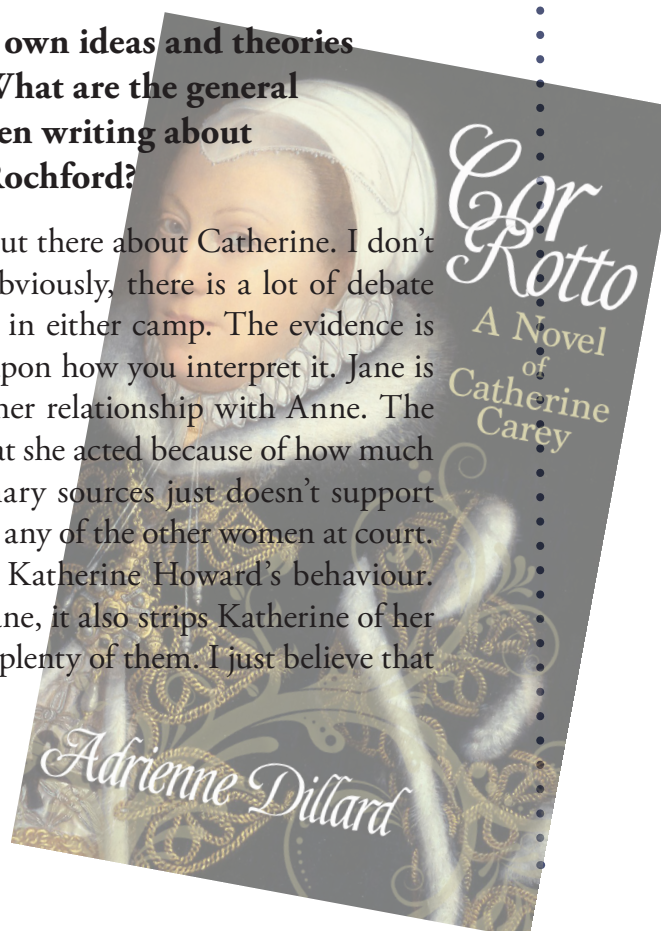 own ideas and theories
What are the general
en writing about
Rochford?
ut there about Catherine. I don’t
bviously, there is a lot of debate
in either camp. The evidence is
pon how you interpret it. Jane is
her relationship with Anne. The
at she acted because of how much
ary sources just doesn’t support
any of the other women at court.
Katherine Howard’s behaviour.
ane, it also strips Katherine of her
plenty of them. I just believe that
Cor
Rotto
A Novel
of
Catherine
Carey
Adrienne Dillard